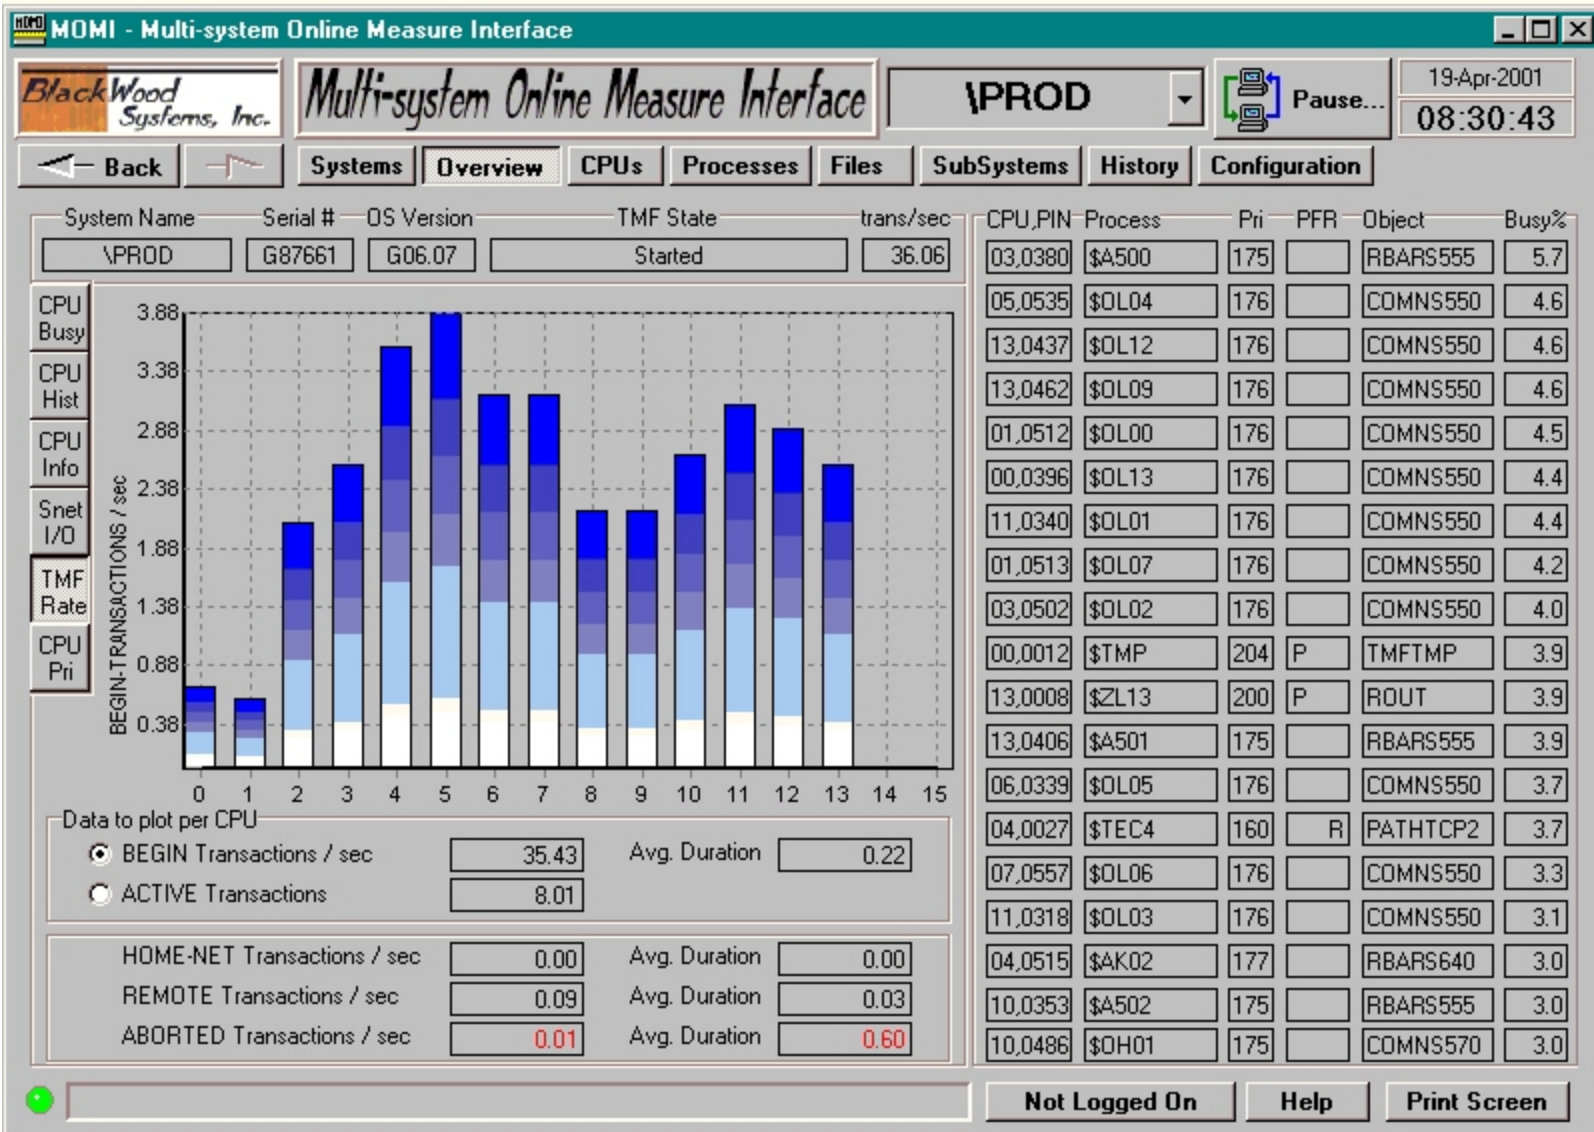 MOMI
MOMI - Multi-system Online Measure Interface
BlackWood
Systems, Inc.
Multi-system Online Measure Interface
\PROD
Pause...
19-Apr-2001
08:30:43
Back
Systems
Overview
CPUs
Processes
Files
SubSystems
History
Configuration
System Name Serial # OS Version TMF State trans/sec
\PROD G87661 G06.07 Started 36.06
CPU
Busy
CPU
Hist
CPU
Info
Snet
I/O
TMF
Rate
CPU
Pri
BEGIN-TRANSACTIONS / sec
3.88
3.38
2.88
2.38
1.88
1.38
0.88
0.38
0 1 2 3 4 5 6 7 8 9 10 11 12 13 14 15
Data to plot per CPU
BEGIN Transactions / sec 35.43 Avg. Duration 0.22
ACTIVE Transactions 8.01
HOME-NET Transactions / sec 0.00 Avg. Duration 0.00
REMOTE Transactions / sec 0.09 Avg. Duration 0.03
ABORTED Transactions / sec 0.01 Avg. Duration 0.60
CPU,PIN Process Pri PFR Object Busy%
03,0380 $A500 175 RBARS555 5.7
05,0535 $OL04 176 COMNS550 4.6
13,0437 $OL12 176 COMNS550 4.6
13,0462 $OL09 176 COMNS550 4.6
01,0512 $OL00 176 COMNS550 4.5
00,0396 $OL13 176 COMNS550 4.4
11,0340 $OL01 176 COMNS550 4.4
01,0513 $OL07 176 COMNS550 4.2
03,0502 $OL02 176 COMNS550 4.0
00,0012 $TMP 204 P TMFTMP 3.9
13,0008 $ZL13 200 P ROUT 3.9
13,0406 $A501 175 RBARS555 3.9
06,0339 $OL05 176 COMNS550 3.7
04,0027 $TEC4 160 R PATHTCP2 3.7
07,0557 $OL06 176 COMNS550 3.3
11,0318 $OL03 176 COMNS550 3.1
04,0515 $AK02 177 RBARS640 3.0
10,0353 $A502 175 RBARS555 3.0
10,0486 $OH01 175 COMNS570 3.0
Not Logged On
Help
Print Screen